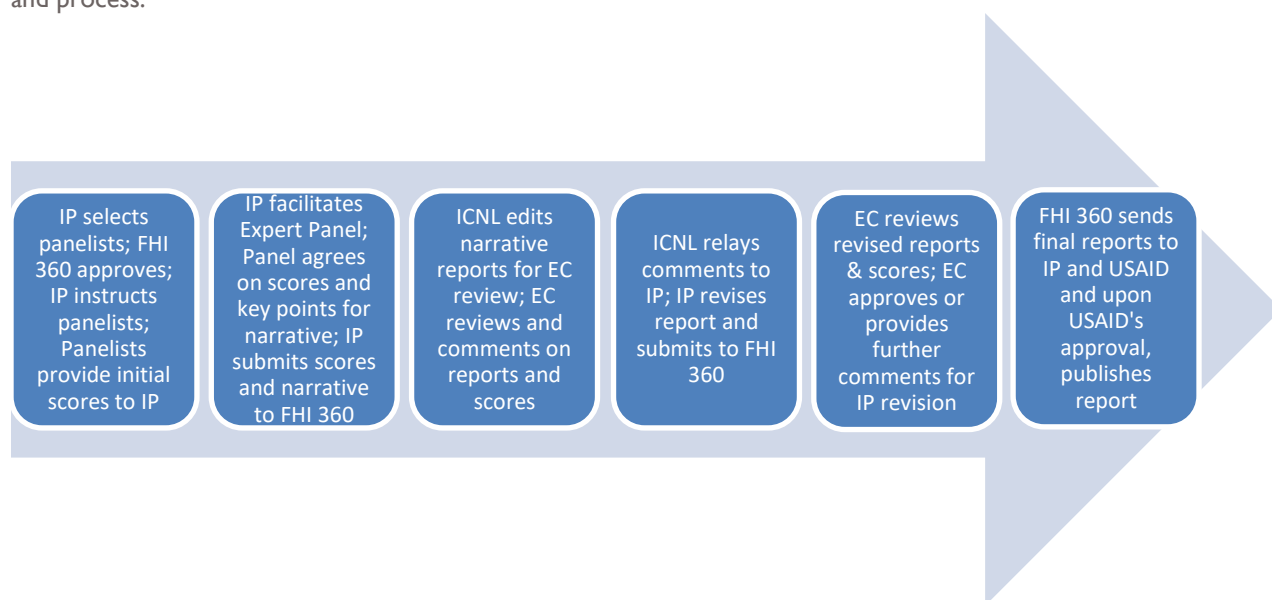 and process.
IP selects
panelists; FHI
360 approves;
IP instructs
panelists;
Panelists
provide initial
scores to IP
IP facilitates
Expert Panel;
Panel agrees
on scores and
key points for
narrative; IP
submits scores
and narrative
to FHI 360
ICNL edits
narrative
reports for EC
review; EC
reviews and
comments on
reports and
scores
ICNL relays
comments to
IP; IP revises
report and
submits to FHI
360
EC reviews
revised reports
& scores; EC
approves or
provides
further
comments for
IP revision
FHI 360 sends
final reports to
IP and USAID
and upon
USAID's
approval,
publishes
report